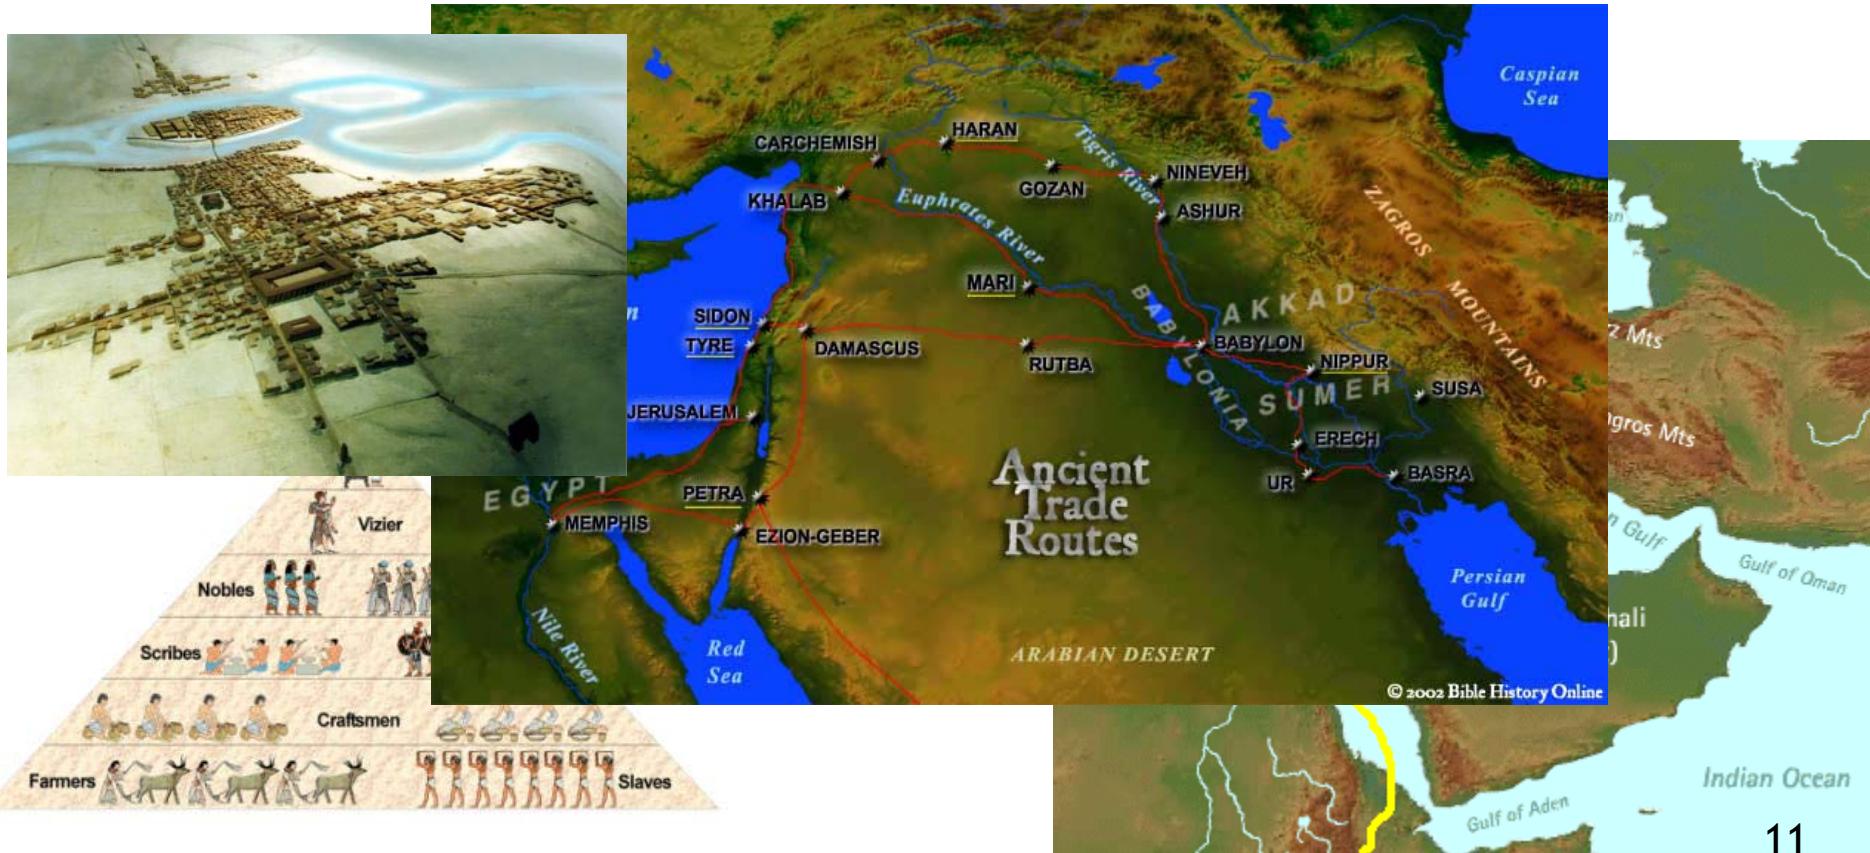 Caspian
Sea
HARAN
CARCHEMISH
Tigris River
NINEVEH
GOZAN
KHALAB
Euphrates River
ASHUR
ZAGROS
MOUNTAINS
MARI
BABYLONIA
AKKAD
SIDON
TYRE
DAMASCUS
RUTBA
BABYLON
NIPPUR
SUMER
SUSA
JERUSALEM
ERECH
Ancient
Trade
Routes
UR
BASRA
EGYPT
PETRA
MEMPHIS
EZION-GEBER
Persian
Gulf
Nile River
Red
Sea
ARABIAN DESERT
© 2002 Bible History Online
Vizier
Nobles
Scribes
Craftsmen
Farmers
Slaves
z Mts
gros Mts
n Gulf
Gulf of Oman
hali
)
Indian Ocean
Gulf of Aden
11